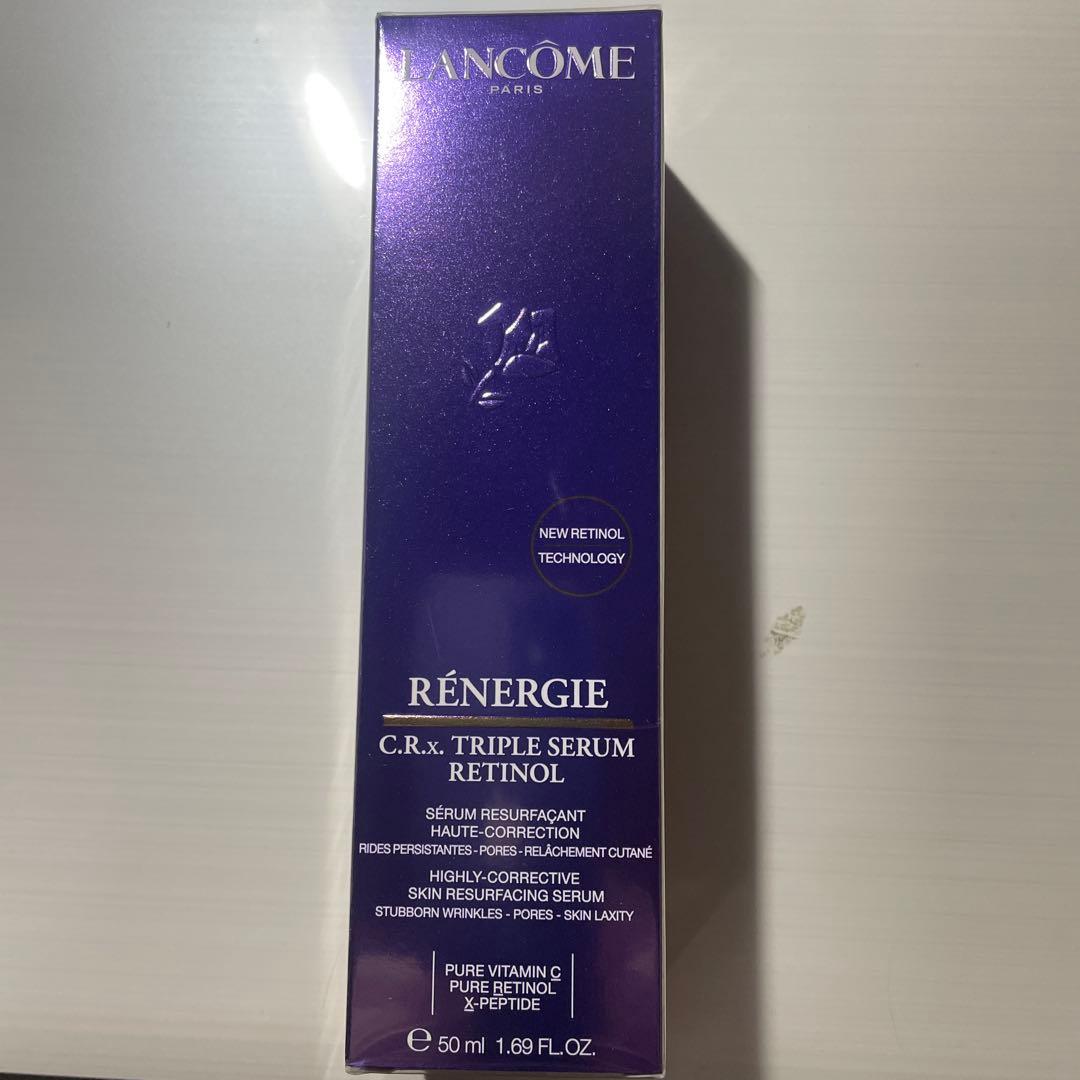 LANCÔME
PARIS
NEW RETINOL
TECHNOLOGY
RÉNERGIE
C.R.x. TRIPLE SERUM
RETINOL
SÉRUM RESURFAÇANT
HAUTE-CORRECTION
RIDES PERSISTANTES - PORES - RELÂCHEMENT CUTANÉ
HIGHLY-CORRECTIVE
SKIN RESURFACING SERUM
STUBBORN WRINKLES - PORES - SKIN LAXITY
PURE VITAMIN C
PURE RETINOL
X-PEPTIDE
℮ 50 ml 1.69 FL.OZ.